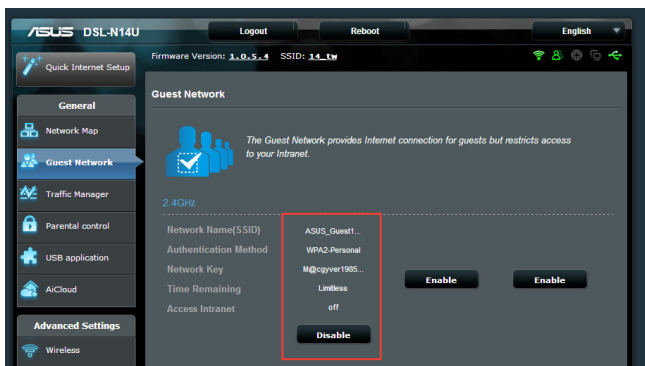 ASUS DSL-N14U Logout Reboot English
Quick Internet Setup
Firmware Version: 1.0.5.4 SSID: 14_tw
General
Network Map
Guest Network
Traffic Manager
Parental control
USB application
AiCloud
Advanced Settings
Wireless
Guest Network
The Guest Network provides Internet connection for guests but restricts access
to your Intranet.
2.4GHz
Network Name(SSID) ASUS_Guest1...
Authentication Method WPA2-Personal
Network Key M@cgyver1985...
Time Remaining Limitless
Access Intranet off
Enable Enable
Disable